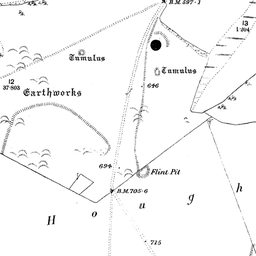 B.M. 597·1
13
1·204
Tumulus
Tumulus
12
37·803
646
Earthworks
694
Flint Pit
B.M. 705·6
H o u g h
715